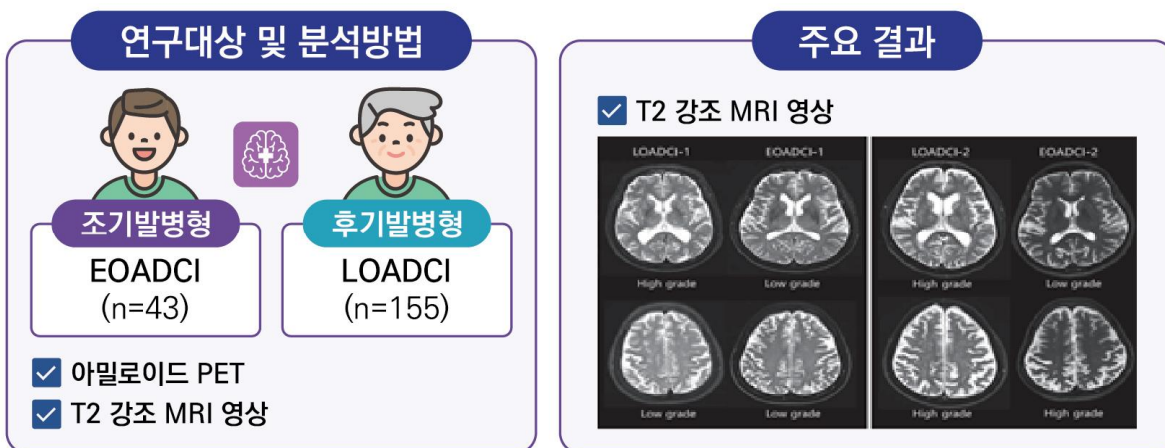 연구대상 및 분석방법
조기발병형
EOADCI
(n=43)
후기발병형
LOADCI
(n=155)
아밀로이드 PET
T2 강조 MRI 영상
주요 결과
T2 강조 MRI 영상
LOADCI-1 EOADCI-1 LOADCI-2 EOADCI-2
High grade Low grade High grade Low grade
Low grade Low grade High grade High grade